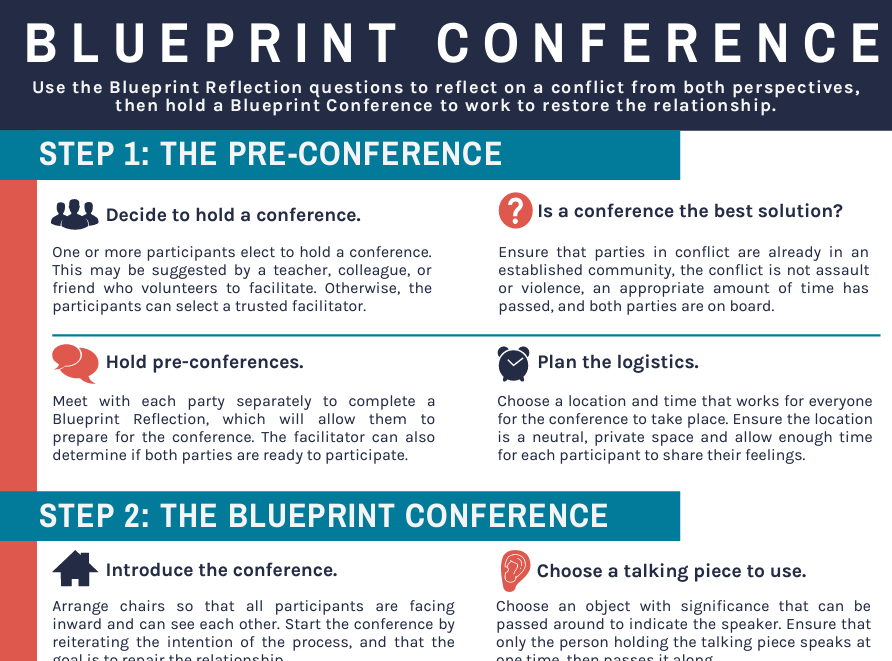 BLUEPRINT CONFERENCE
Use the Blueprint Reflection questions to reflect on a conflict from both perspectives,
then hold a Blueprint Conference to work to restore the relationship.
STEP 1: THE PRE-CONFERENCE
Decide to hold a conference.
One or more participants elect to hold a conference.
This may be suggested by a teacher, colleague, or
friend who volunteers to facilitate. Otherwise, the
participants can select a trusted facilitator.
Is a conference the best solution?
Ensure that parties in conflict are already in an
established community, the conflict is not assault
or violence, an appropriate amount of time has
passed, and both parties are on board.
Hold pre-conferences.
Meet with each party separately to complete a
Blueprint Reflection, which will allow them to
prepare for the conference. The facilitator can also
determine if both parties are ready to participate.
Plan the logistics.
Choose a location and time that works for everyone
for the conference to take place. Ensure the location
is a neutral, private space and allow enough time
for each participant to share their feelings.
STEP 2: THE BLUEPRINT CONFERENCE
Introduce the conference.
Arrange chairs so that all participants are facing
inward and can see each other. Start the conference by
reiterating the intention of the process, and that the
goal is to repair the relationship.
Choose a talking piece to use.
Choose an object with significance that can be
passed around to indicate the speaker. Ensure that
only the person holding the talking piece speaks at
one time, then passes it along.